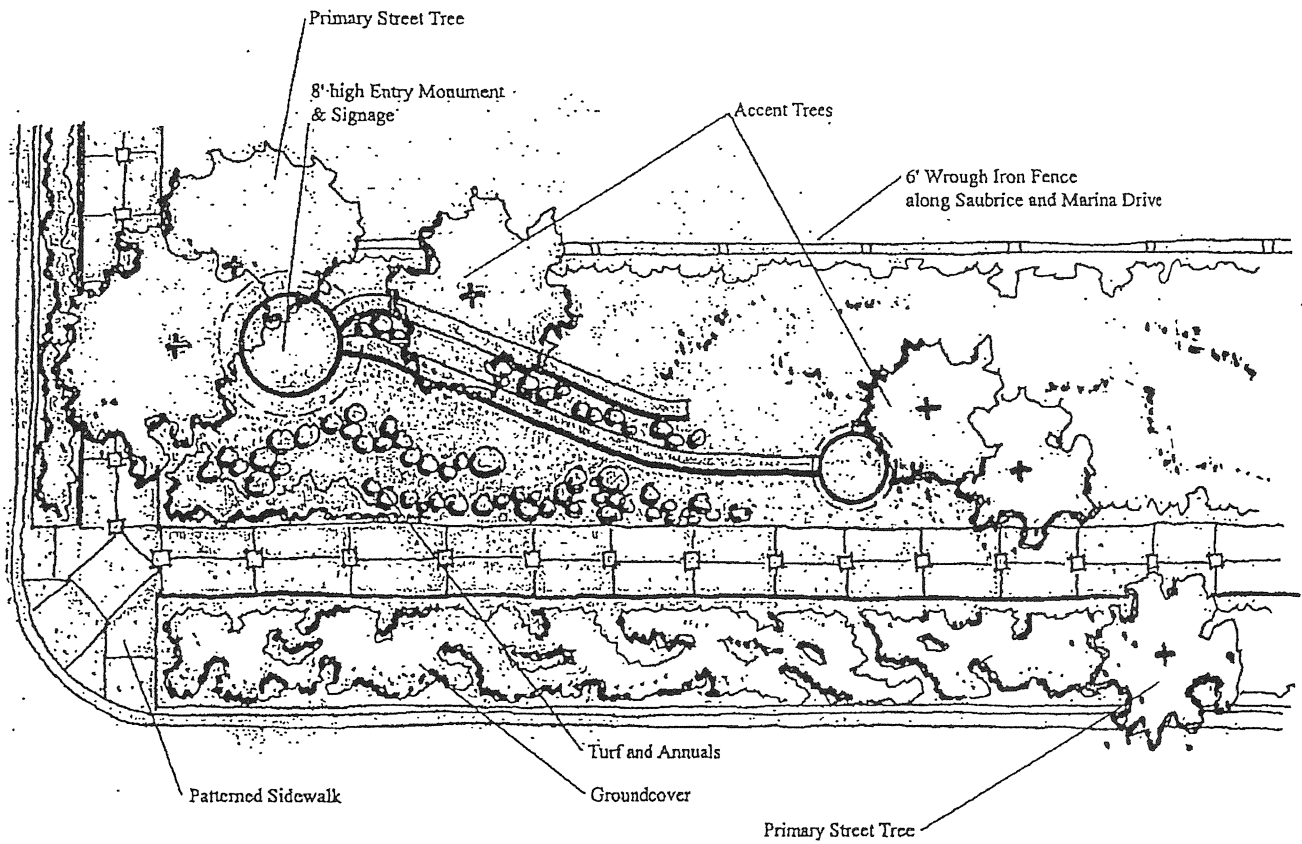 Primary Street Tree
8' high Entry Monument
& Signage
Accent Trees
6' Wrough Iron Fence
along Saubrice and Marina Drive
Turf and Annuals
Patterned Sidewalk
Groundcover
Primary Street Tree